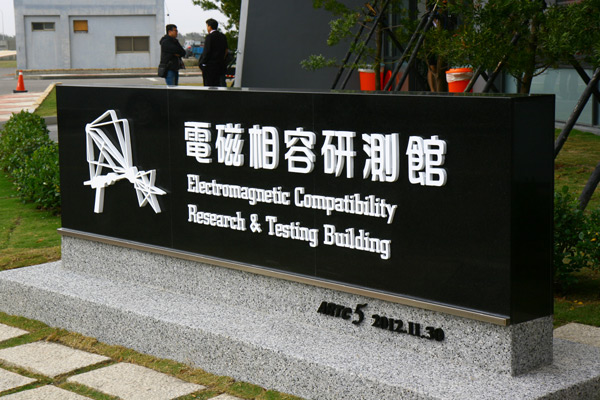 電磁相容研測館
Electromagnetic Compatibility
Research & Testing Building
ARTC 5 2012.11.30